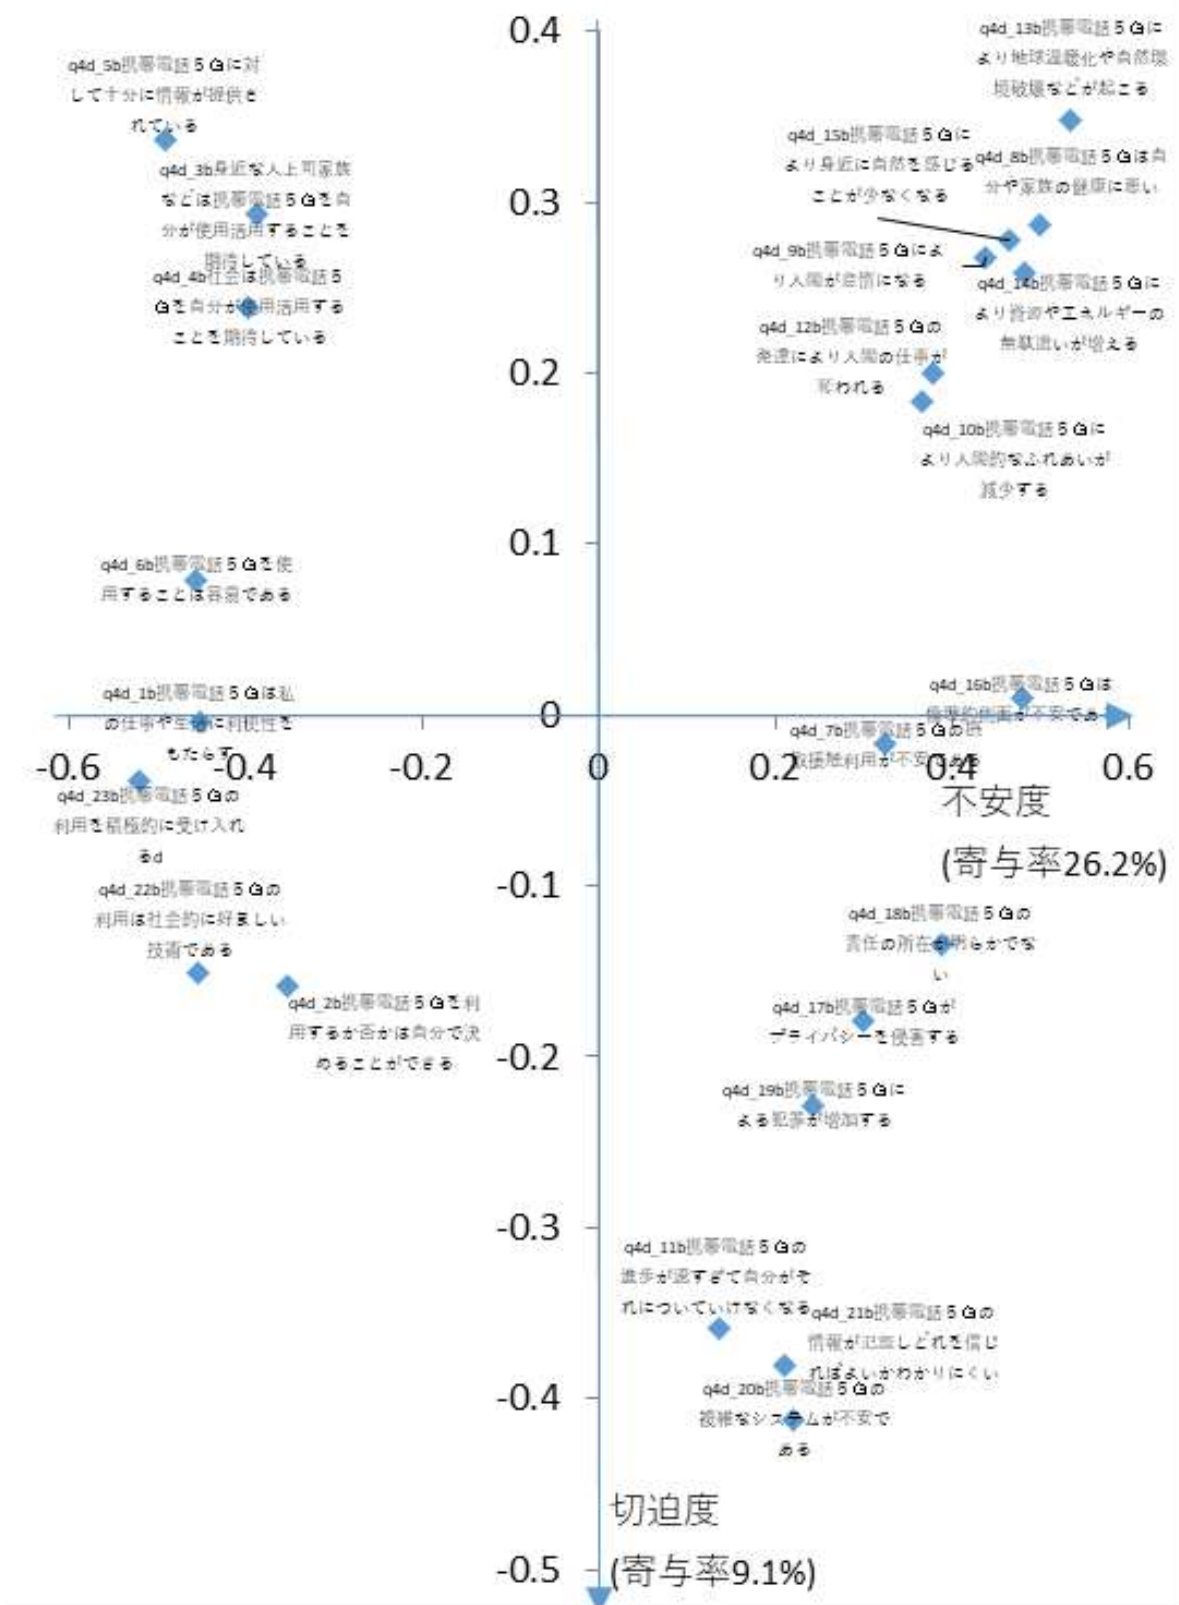 0.4
q4d_13b携帯電話５Gに
より地球温暖化や自然環
境破壊などが起こる
q4d_5b携帯電話５Gに対
して十分に情報が提供さ
れている
q4d_15b携帯電話５Gに
より身近に自然を感じる
ことが少なくなる
q4d_8b携帯電話５Gは自
分や家族の健康に悪い
q4d_3b身近な人上司家族
などは携帯電話５Gを自
分が使用活用することを
期待している
0.3
q4d_9b携帯電話５Gによ
り人間が怠惰になる
q4d_4b社会は携帯電話５
Gを自分が使用活用する
ことを期待している
q4d_14b携帯電話５Gに
より資源やエネルギーの
無駄遣いが増える
q4d_12b携帯電話５Gの
発達により人間の仕事が
奪われる
0.2
q4d_10b携帯電話５Gに
より人間的なふれあいが
減少する
0.1
q4d_6b携帯電話５Gを使
用することは容易である
q4d_1b携帯電話５Gは私
の仕事や生活に利便性を
もたらす
q4d_16b携帯電話５Gは
が不安であ
0
q4d_7b携帯電話５Gの
利用が不安である
-0.6
-0.4
-0.2
0
0.2
0.4
0.6
q4d_23b携帯電話５Gの
利用を積極的に受け入れ
るd
不安度
(寄与率26.2%)
-0.1
q4d_22b携帯電話５Gの
利用は社会的に好ましい
技術である
q4d_18b携帯電話５Gの
責任の所在が明らかでな
い
q4d_2b携帯電話５Gを利
用するか否かは自分で決
めることができる
q4d_17b携帯電話５Gが
プライバシーを侵害する
-0.2
q4d_19b携帯電話５Gに
よる犯罪が増加する
-0.3
q4d_11b携帯電話５Gの
進歩が速すぎて自分がそ
れについていけなくなる
q4d_21b携帯電話５Gの
情報が氾濫しどれを信じ
ればよいかわかりにくい
-0.4
q4d_20b携帯電話５Gの
複雑なシステムが不安で
ある
切迫度
(寄与率9.1%)
-0.5